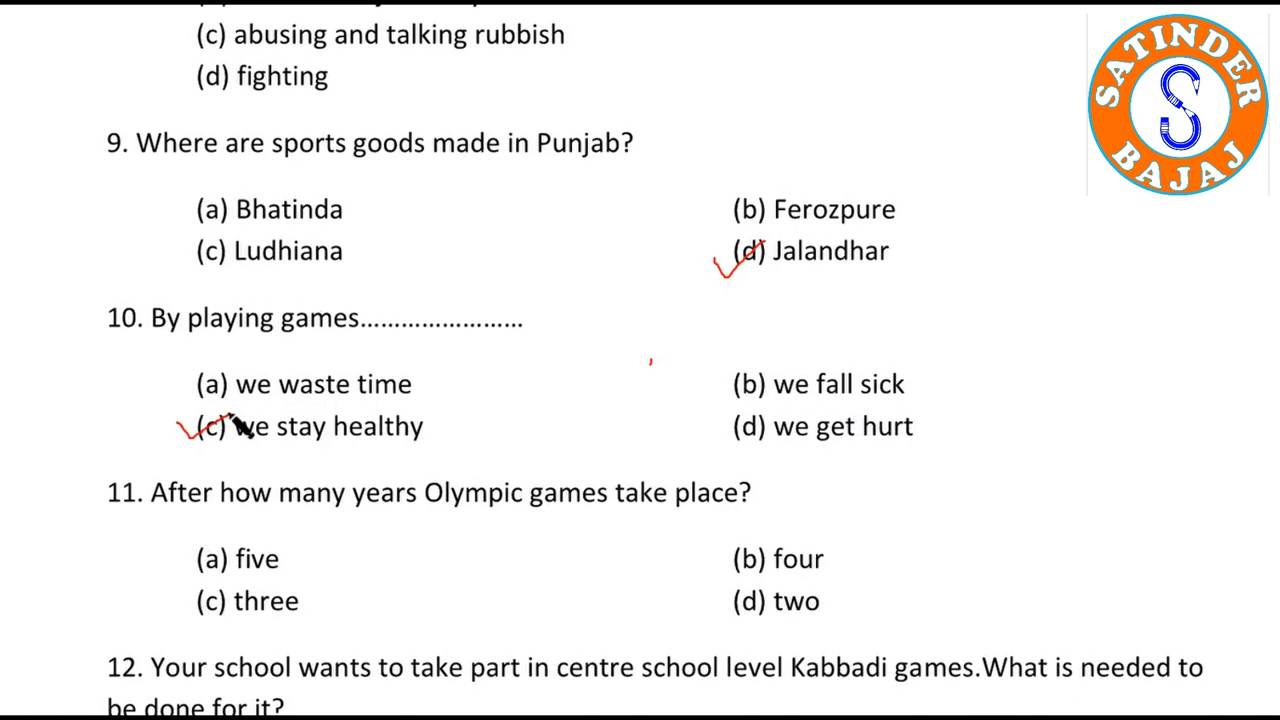 (c) abusing and talking rubbish
(d) fighting
SATINDER
BAJAJ
9. Where are sports goods made in Punjab?
(a) Bhatinda (b) Ferozpure
(c) Ludhiana (d) Jalandhar
10. By playing games........................
(a) we waste time (b) we fall sick
(c) we stay healthy (d) we get hurt
11. After how many years Olympic games take place?
(a) five (b) four
(c) three (d) two
12. Your school wants to take part in centre school level Kabbadi games.What is needed to
be done for it?